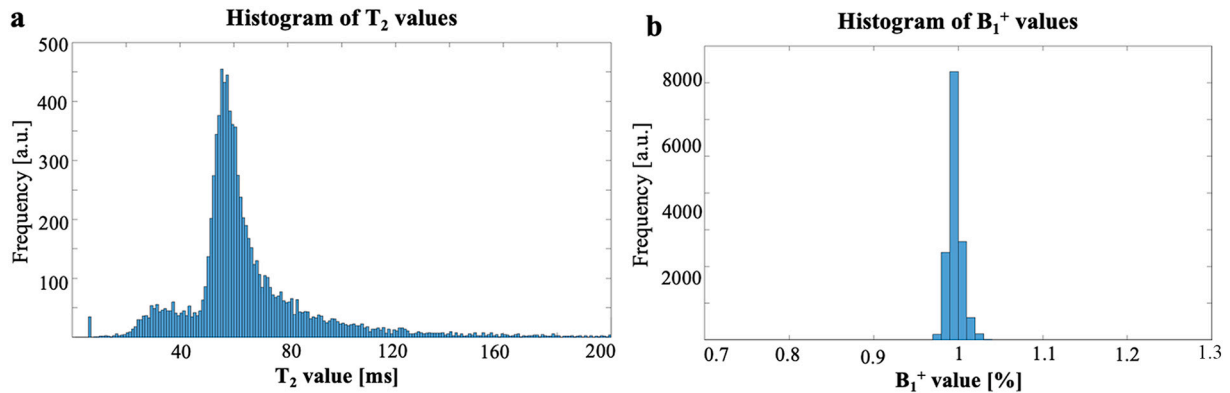 a
Histogram of T₂ values
Frequency [a.u.]
500
400
300
200
100
40 80 120 160 200
T₂ value [ms]
b
Histogram of B₁⁺ values
Frequency [a.u.]
8000
6000
4000
2000
0.7 0.8 0.9 1 1.1 1.2 1.3
B₁⁺ value [%]